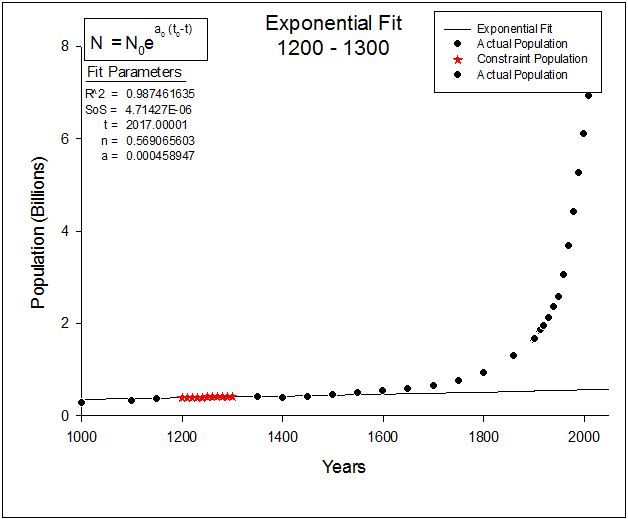 Exponential Fit
1200 - 1300
N = N0e^ac (tc-t)
Fit Parameters
R^2 = 0.987461635
SoS = 4.71427E-06
t = 2017.00001
n = 0.569065603
a = 0.000458947
Exponential Fit
Actual Population
Constraint Population
Actual Population
Population (Billions)
8
6
4
2
0
1000 1200 1400 1600 1800 2000
Years